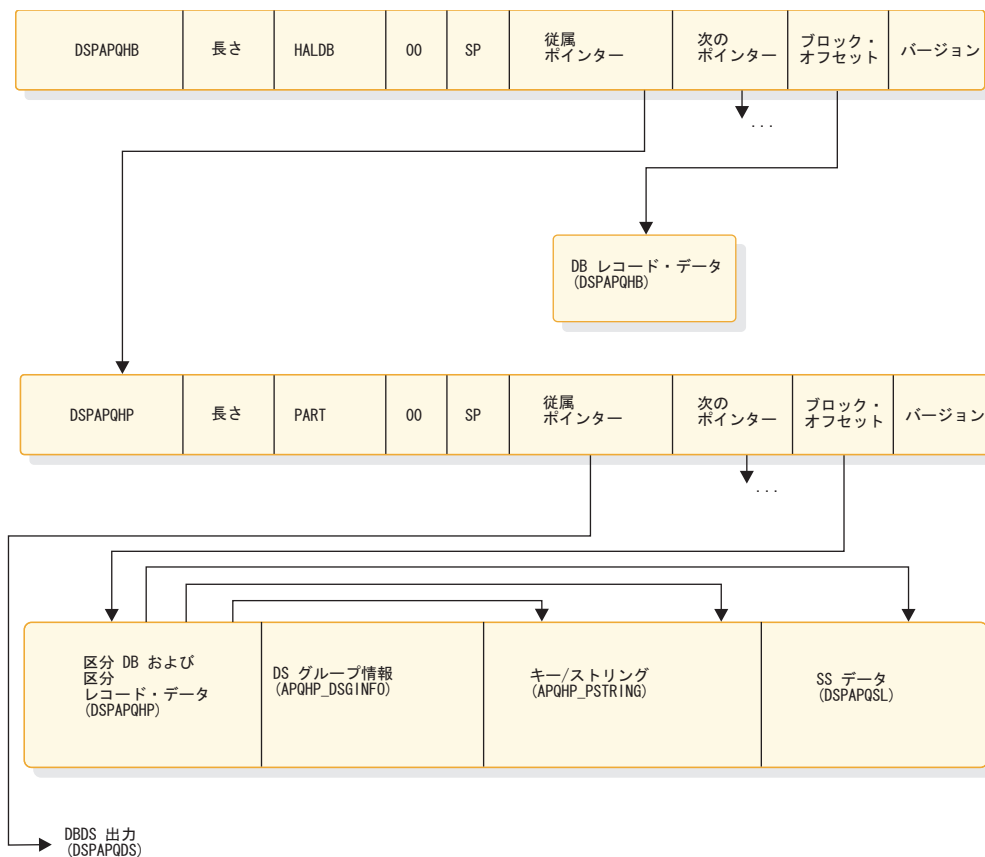 DSPAPQHB 長さ HALDB 00 SP 従属 次の ブロック・ バージョン
ポインター ポインター オフセット
...
DB レコード・データ
(DSPAPQHB)
DSPAPQHP 長さ PART 00 SP 従属 次の ブロック・ バージョン
ポインター ポインター オフセット
...
区分 DB および
区分
レコード・データ
(DSPAPQHP)
DS グループ情報
(APQHP_DSGINFO)
キー/ストリング
(APQHP_PSTRING)
SS データ
(DSPAPQSL)
DBDS 出力
(DSPAPQDS)